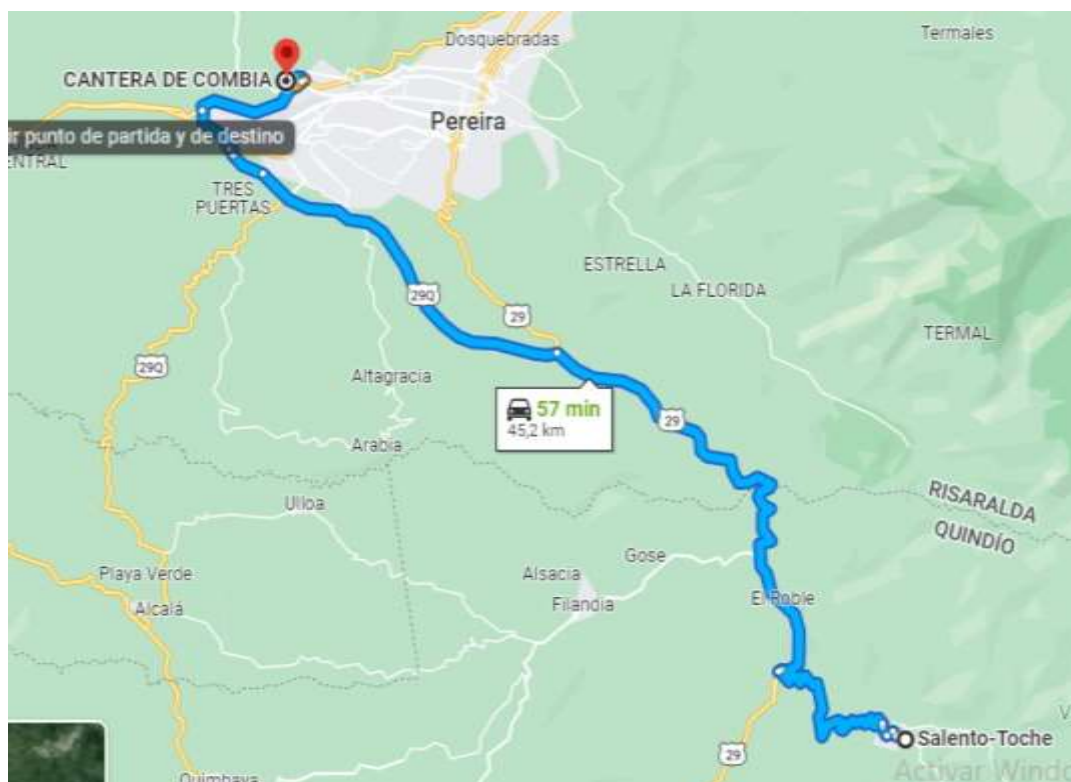 Dosquebradas
Termales
CANTERA DE COMBIA
Pereira
ir punto de partida y de destino
ENTRAL
TRES
PUERTAS
ESTRELLA
LA FLORIDA
29Q
29
TERMAL
29Q
Altagracia
57 min
45,2 km
29
Arabia
RISARALDA
Ulloa
QUINDÍO
Gose
Playa Verde
Alsacia
El Roble
Alcalá
Filandia
Salento-Toche
V
29
Quimbaya
Activar Windo